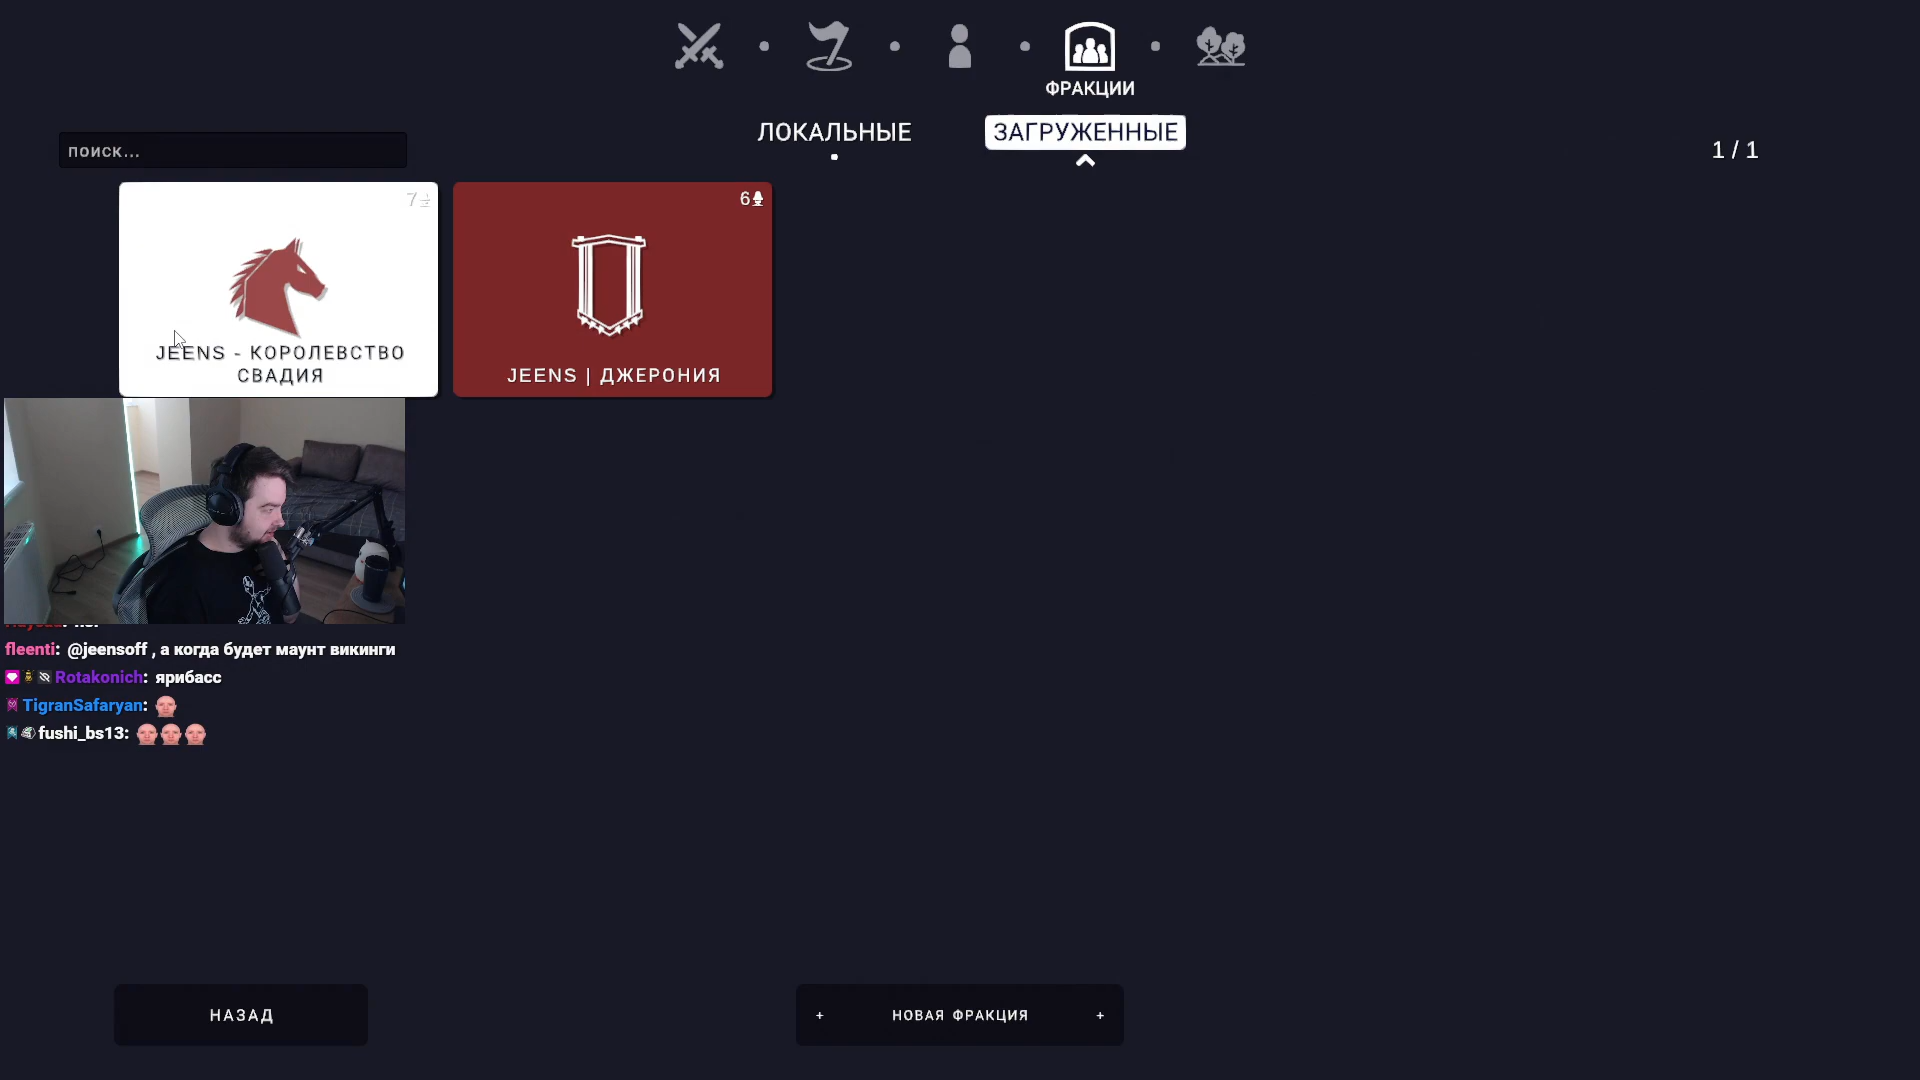 ФРАКЦИИ
ЛОКАЛЬНЫЕ
ЗАГРУЖЕННЫЕ
поиск...
1 / 1
7
6
JEENS - КОРОЛЕВСТВО
СВАДИЯ
JEENS | ДЖЕРОНИЯ
fleenti: @jeensoff , а когда будет маунт викинги
Rotakonich: ярибасс
TigranSafaryan:
fushi_bs13:
НАЗАД
+ НОВАЯ ФРАКЦИЯ +